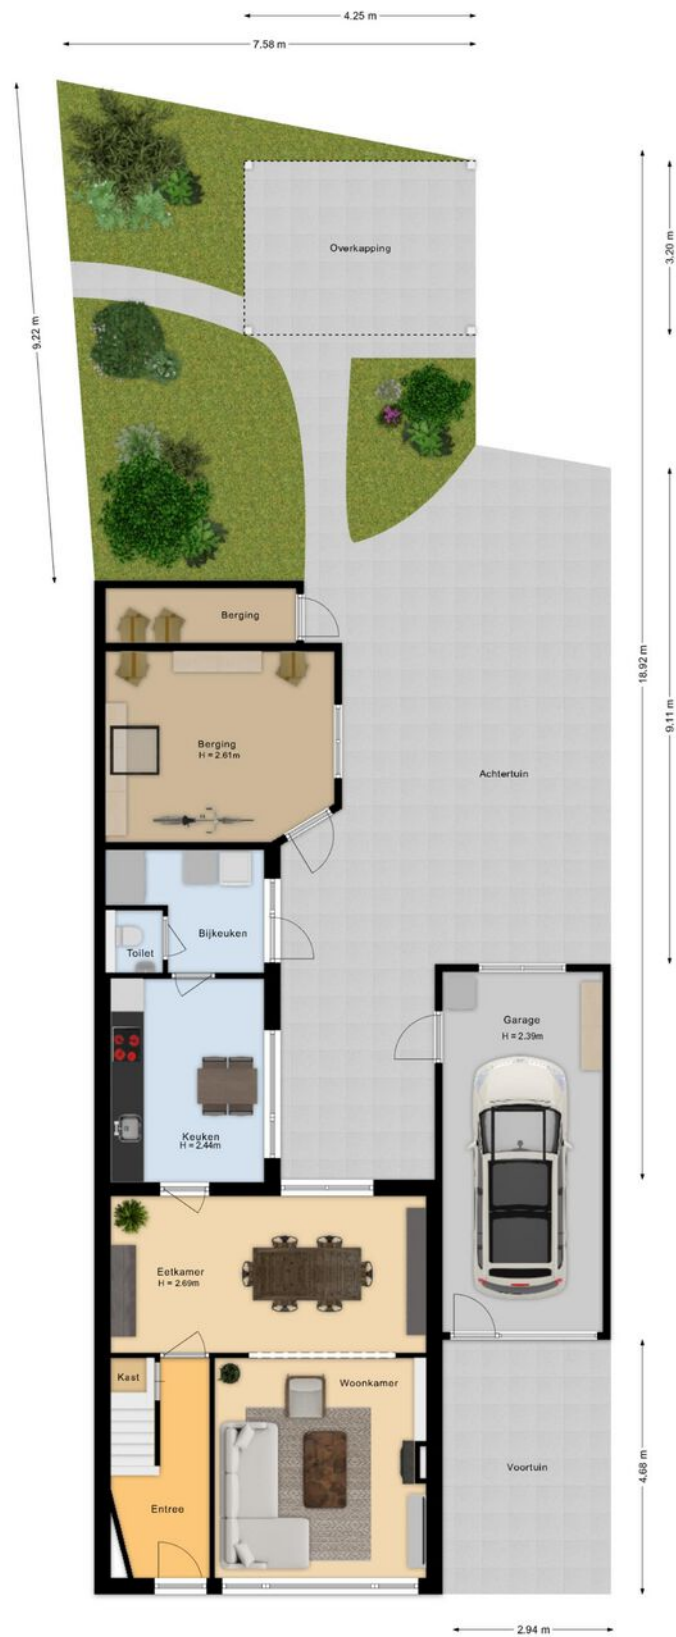 4.25 m
7.58 m
Overkapping
3.20 m
9.22 m
Berging
18.92 m
Berging
H = 2.61m
9.11 m
Achtertuin
Bijkeuken
Toilet
Garage
H = 2.39m
Keuken
H = 2.44m
Eetkamer
H = 2.69m
Kast
Woonkamer
Voortuin
4.68 m
Entree
2.94 m